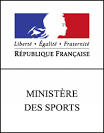 Liberté • Égalité • Fraternité
RÉPUBLIQUE FRANÇAISE
MINISTÈRE
DES SPORTS